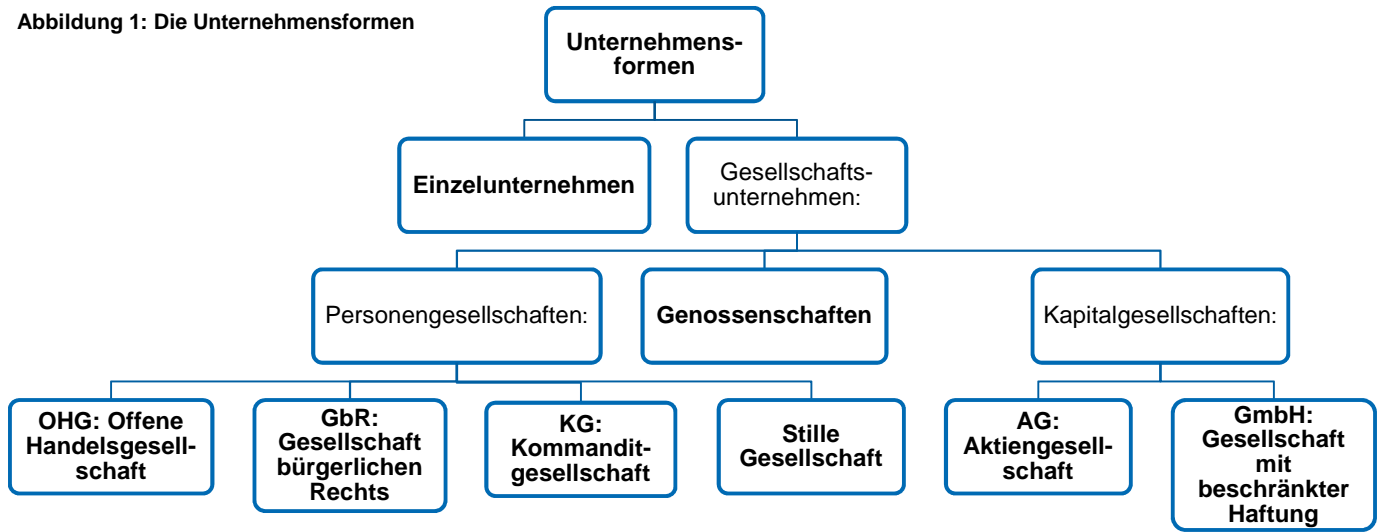 Abbildung 1: Die Unternehmensformen
Unternehmens-
formen
Einzelunternehmen
Gesellschafts-
unternehmen:
Personengesellschaften:
Genossenschaften
Kapitalgesellschaften:
OHG: Offene
Handelsgesell-
schaft
GbR:
Gesellschaft
bürgerlichen
Rechts
KG:
Kommandit-
gesellschaft
Stille
Gesellschaft
AG:
Aktiengesell-
schaft
GmbH:
Gesellschaft
mit
beschränkter
Haftung